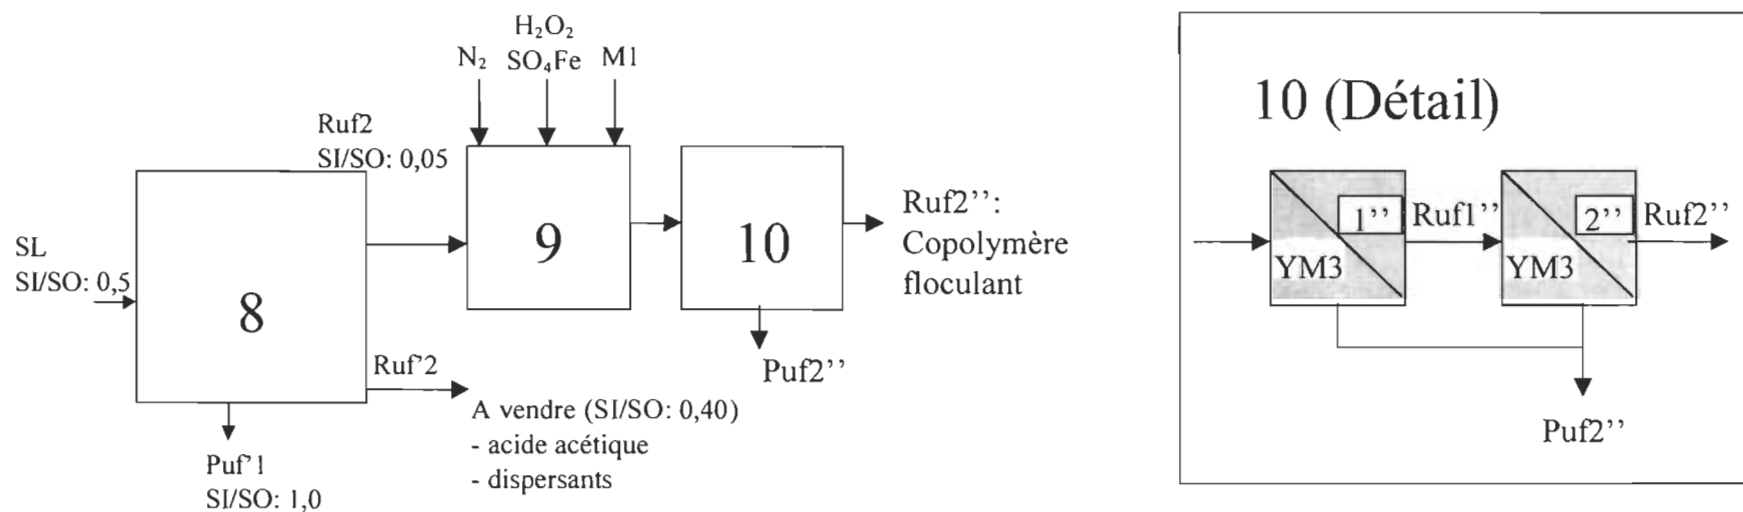 N₂
H₂O₂
SO₄Fe
M1
Ruf2
SI/SO: 0,05
SL
SI/SO: 0,5
8
9
10
Ruf2’’:
Copolymère
floculant
Puf2’’
Ruf’2
A vendre (SI/SO: 0,40)
- acide acétique
- dispersants
Puf’1
SI/SO: 1,0
10 (Détail)
1’’
YM3
Ruf1’’
2’’
YM3
Ruf2’’
Puf2’’